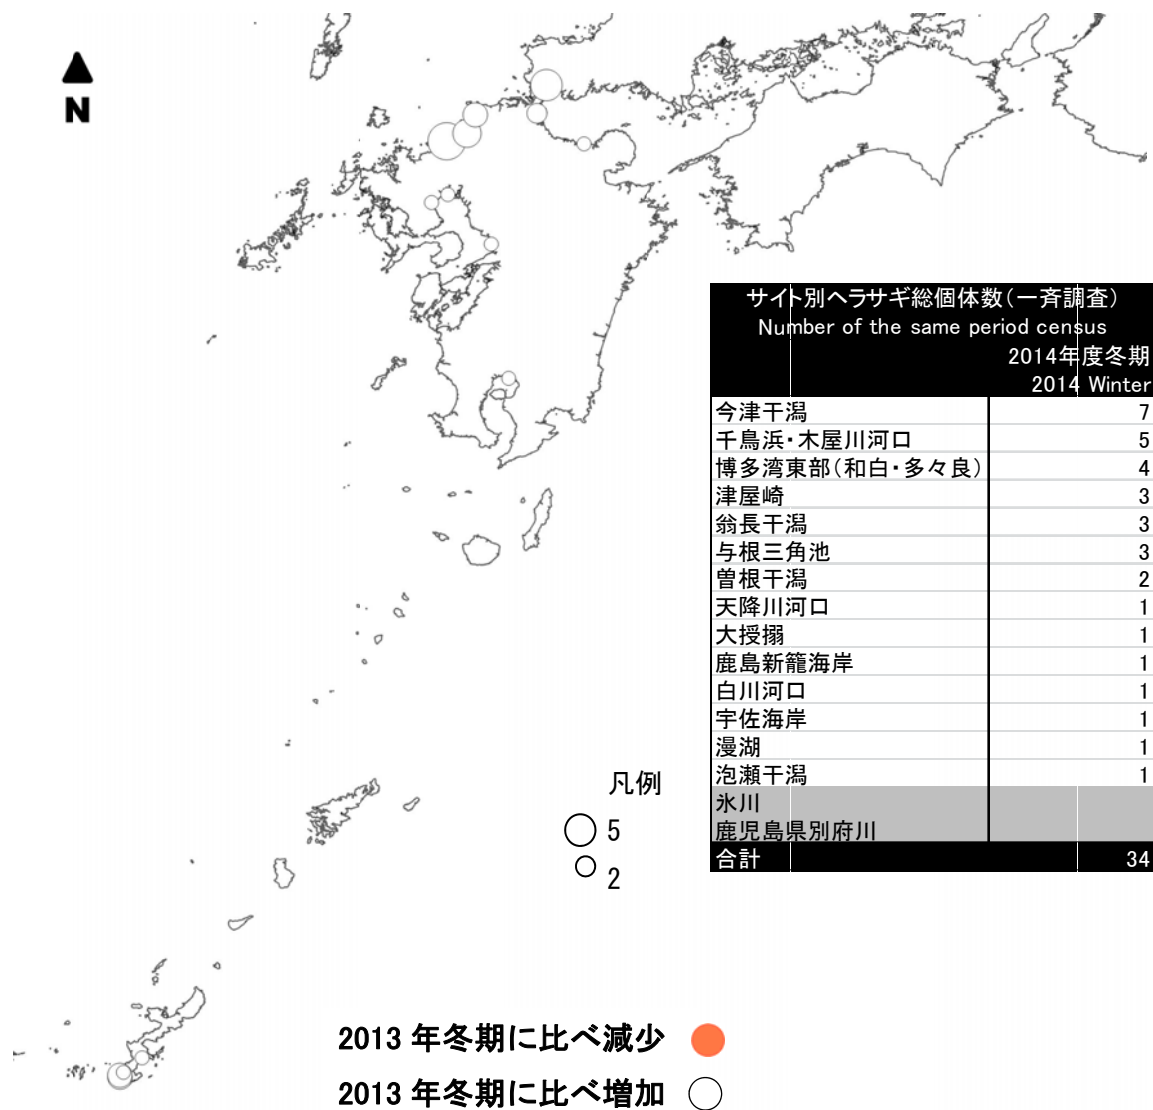 N
サイト別ヘラサギ総個体数(一斉調査)
Number of the same period census
2014年度冬期
2014 Winter
今津干潟 7
千鳥浜・木屋川河口 5
博多湾東部(和白・多々良) 4
津屋崎 3
翁長干潟 3
与根三角池 3
曽根干潟 2
天降川河口 1
大授搦 1
鹿島新籠海岸 1
白川河口 1
宇佐海岸 1
漫湖 1
泡瀬干潟 1
氷川
鹿児島県別府川
合計 34
凡例
5
2
2013 年冬期に比べ減少
2013 年冬期に比べ増加